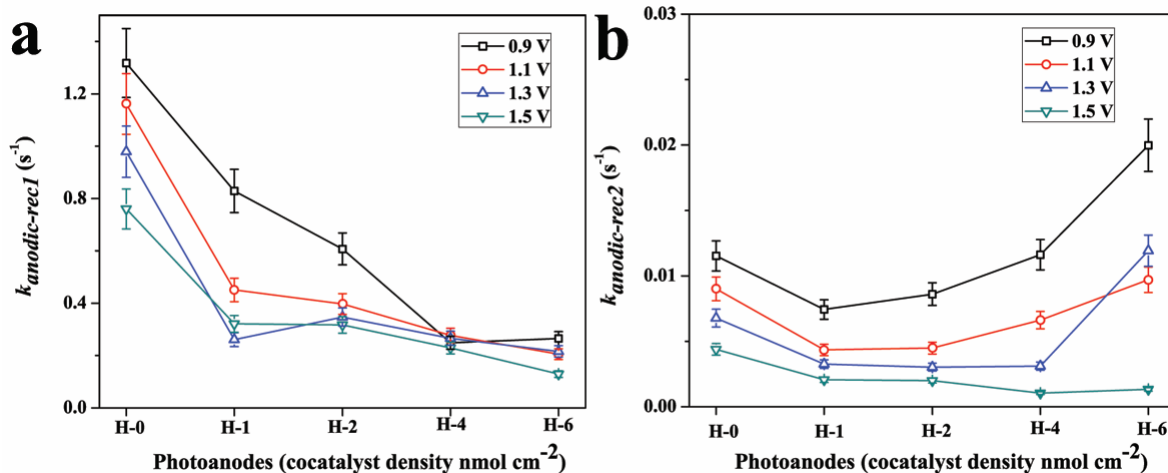 a
0.9 V
1.1 V
1.3 V
1.5 V
1.2
0.8
0.4
0.0
k_anodic-rec1 (s⁻¹)
H-0 H-1 H-2 H-4 H-6
Photoanodes (cocatalyst density nmol cm⁻²)
b
0.9 V
1.1 V
1.3 V
1.5 V
0.03
0.02
0.01
0.00
k_anodic-rec2 (s⁻¹)
H-0 H-1 H-2 H-4 H-6
Photoanodes (cocatalyst density nmol cm⁻²)